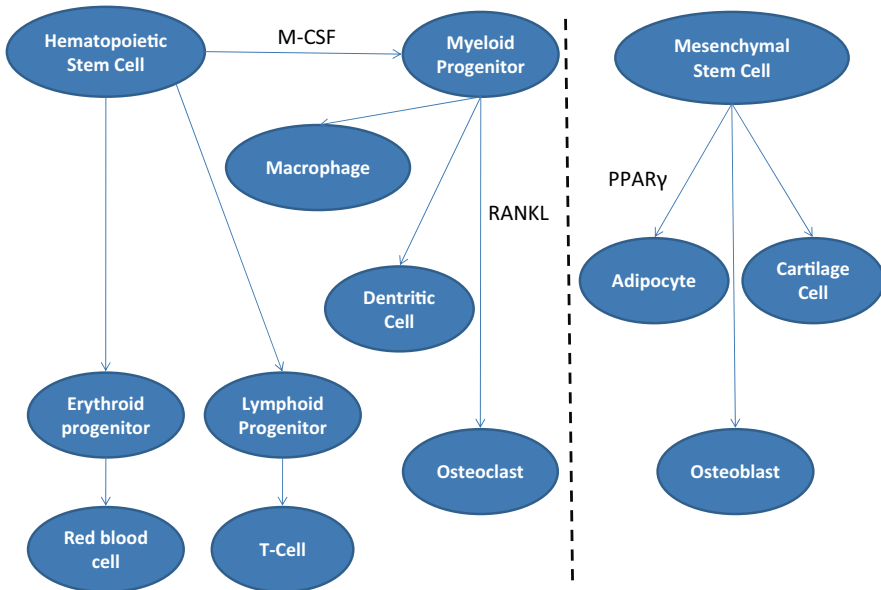 Hematopoietic
Stem Cell
M-CSF
Myeloid
Progenitor
Mesenchymal
Stem Cell
Macrophage
PPARγ
RANKL
Adipocyte
Cartilage
Cell
Dentritic
Cell
Erythroid
progenitor
Lymphoid
Progenitor
Osteoclast
Osteoblast
Red blood
cell
T-Cell